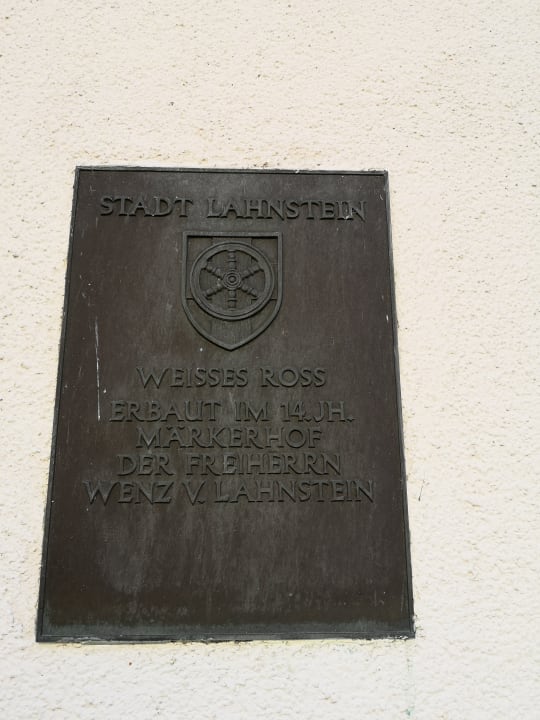 STADT LAHNSTEIN
WEISSES ROSS
ERBAUT IM 14. JH.
MÄRKERHOF
DER FREIHERRN
WENZ V. LAHNSTEIN